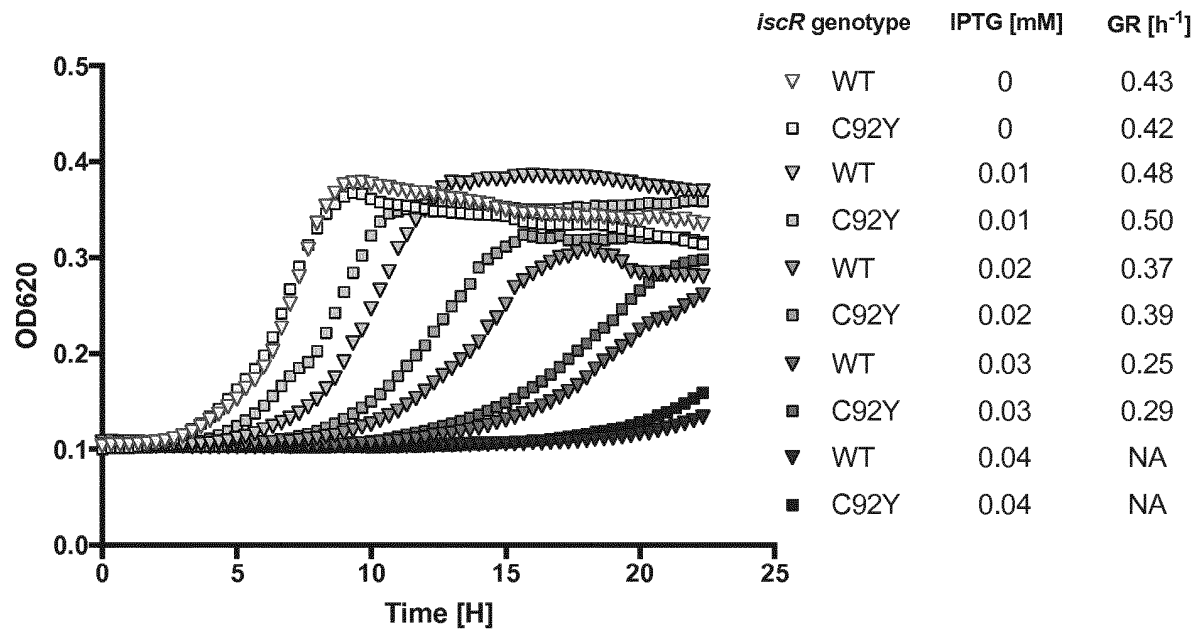 iscR genotype IPTG [mM] GR [h-1]
WT 0 0.43
C92Y 0 0.42
WT 0.01 0.48
C92Y 0.01 0.50
WT 0.02 0.37
C92Y 0.02 0.39
WT 0.03 0.25
C92Y 0.03 0.29
WT 0.04 NA
C92Y 0.04 NA
OD620
0.5
0.4
0.3
0.2
0.1
0.0
0 5 10 15 20 25
Time [H]